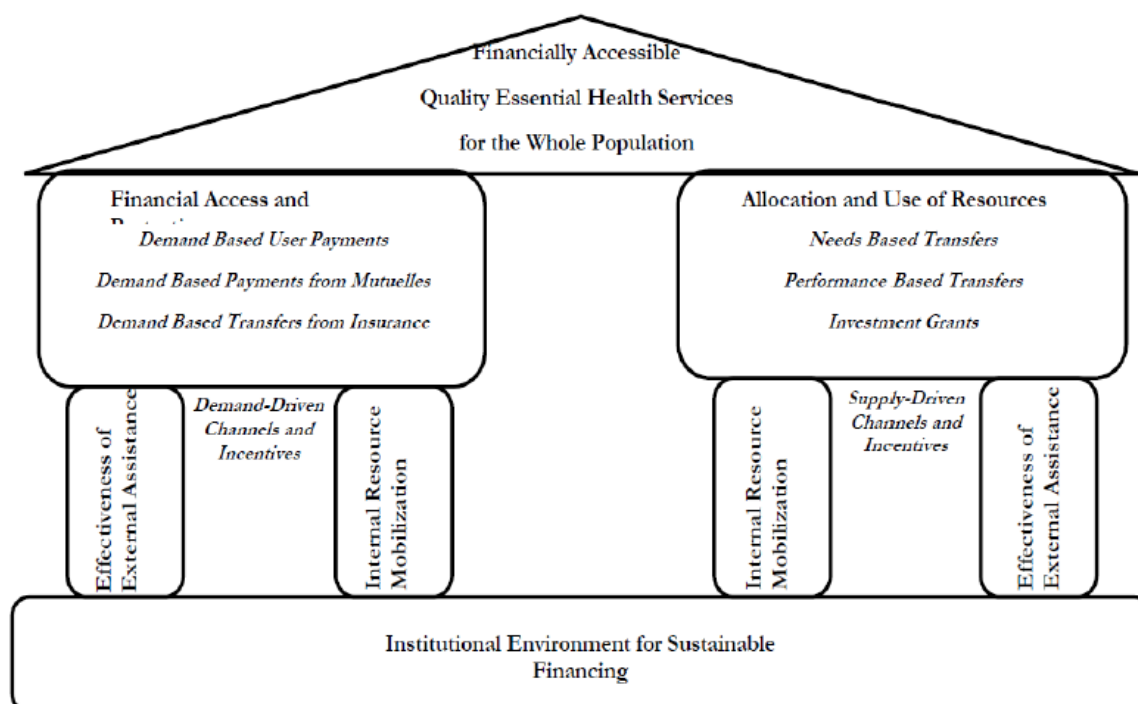 Financially Accessible
Quality Essential Health Services
for the Whole Population
Financial Access and
Demand Based User Payments
Demand Based Payments from Mutuelles
Demand Based Transfers from Insurance
Allocation and Use of Resources
Needs Based Transfers
Performance Based Transfers
Investment Grants
Effectiveness of
External Assistance
Demand-Driven
Channels and
Incentives
Internal Resource
Mobilization
Internal Resource
Mobilization
Supply-Driven
Channels and
Incentives
Effectiveness of
External Assistance
Institutional Environment for Sustainable
Financing